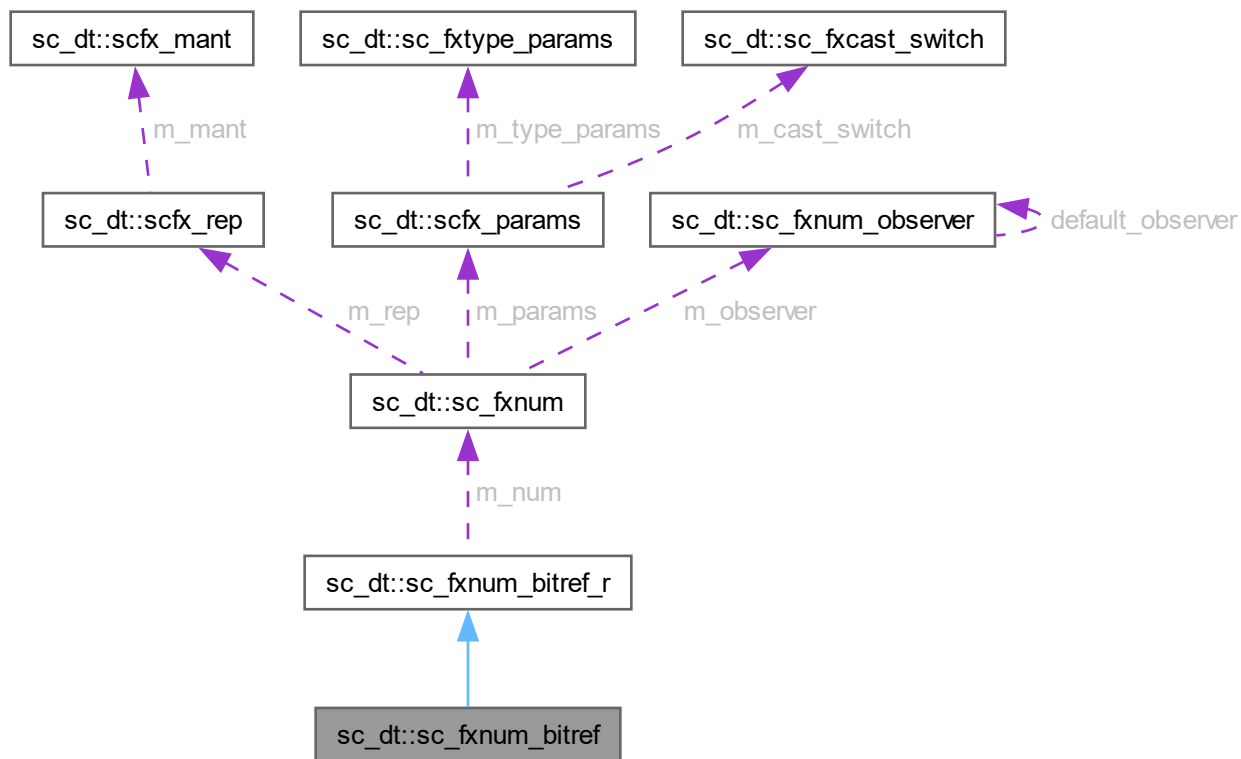 sc_dt::scfx_mant
sc_dt::sc_fxtype_params
sc_dt::sc_fxcast_switch
m_mant
m_type_params
m_cast_switch
sc_dt::scfx_rep
sc_dt::scfx_params
sc_dt::sc_fxnum_observer
default_observer
m_rep
m_params
m_observer
sc_dt::sc_fxnum
m_num
sc_dt::sc_fxnum_bitref_r
sc_dt::sc_fxnum_bitref